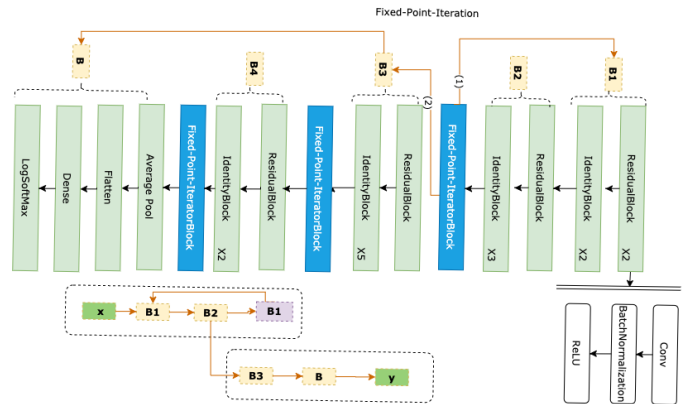 Fixed-Point-Iteration
B
B4
B3
B2
B1
(1)
(2)
LogSoftMax
Dense
Flatten
Average Pool
Fixed-Point-IteratorBlock
IdentityBlock X2
ResidualBlock
Fixed-Point-IteratorBlock
IdentityBlock X5
ResidualBlock
Fixed-Point-IteratorBlock
IdentityBlock X3
ResidualBlock
IdentityBlock X2
ResidualBlock X2
x
B1
B2
B1
B3
B
y
ReLU
BatchNormalization
Conv